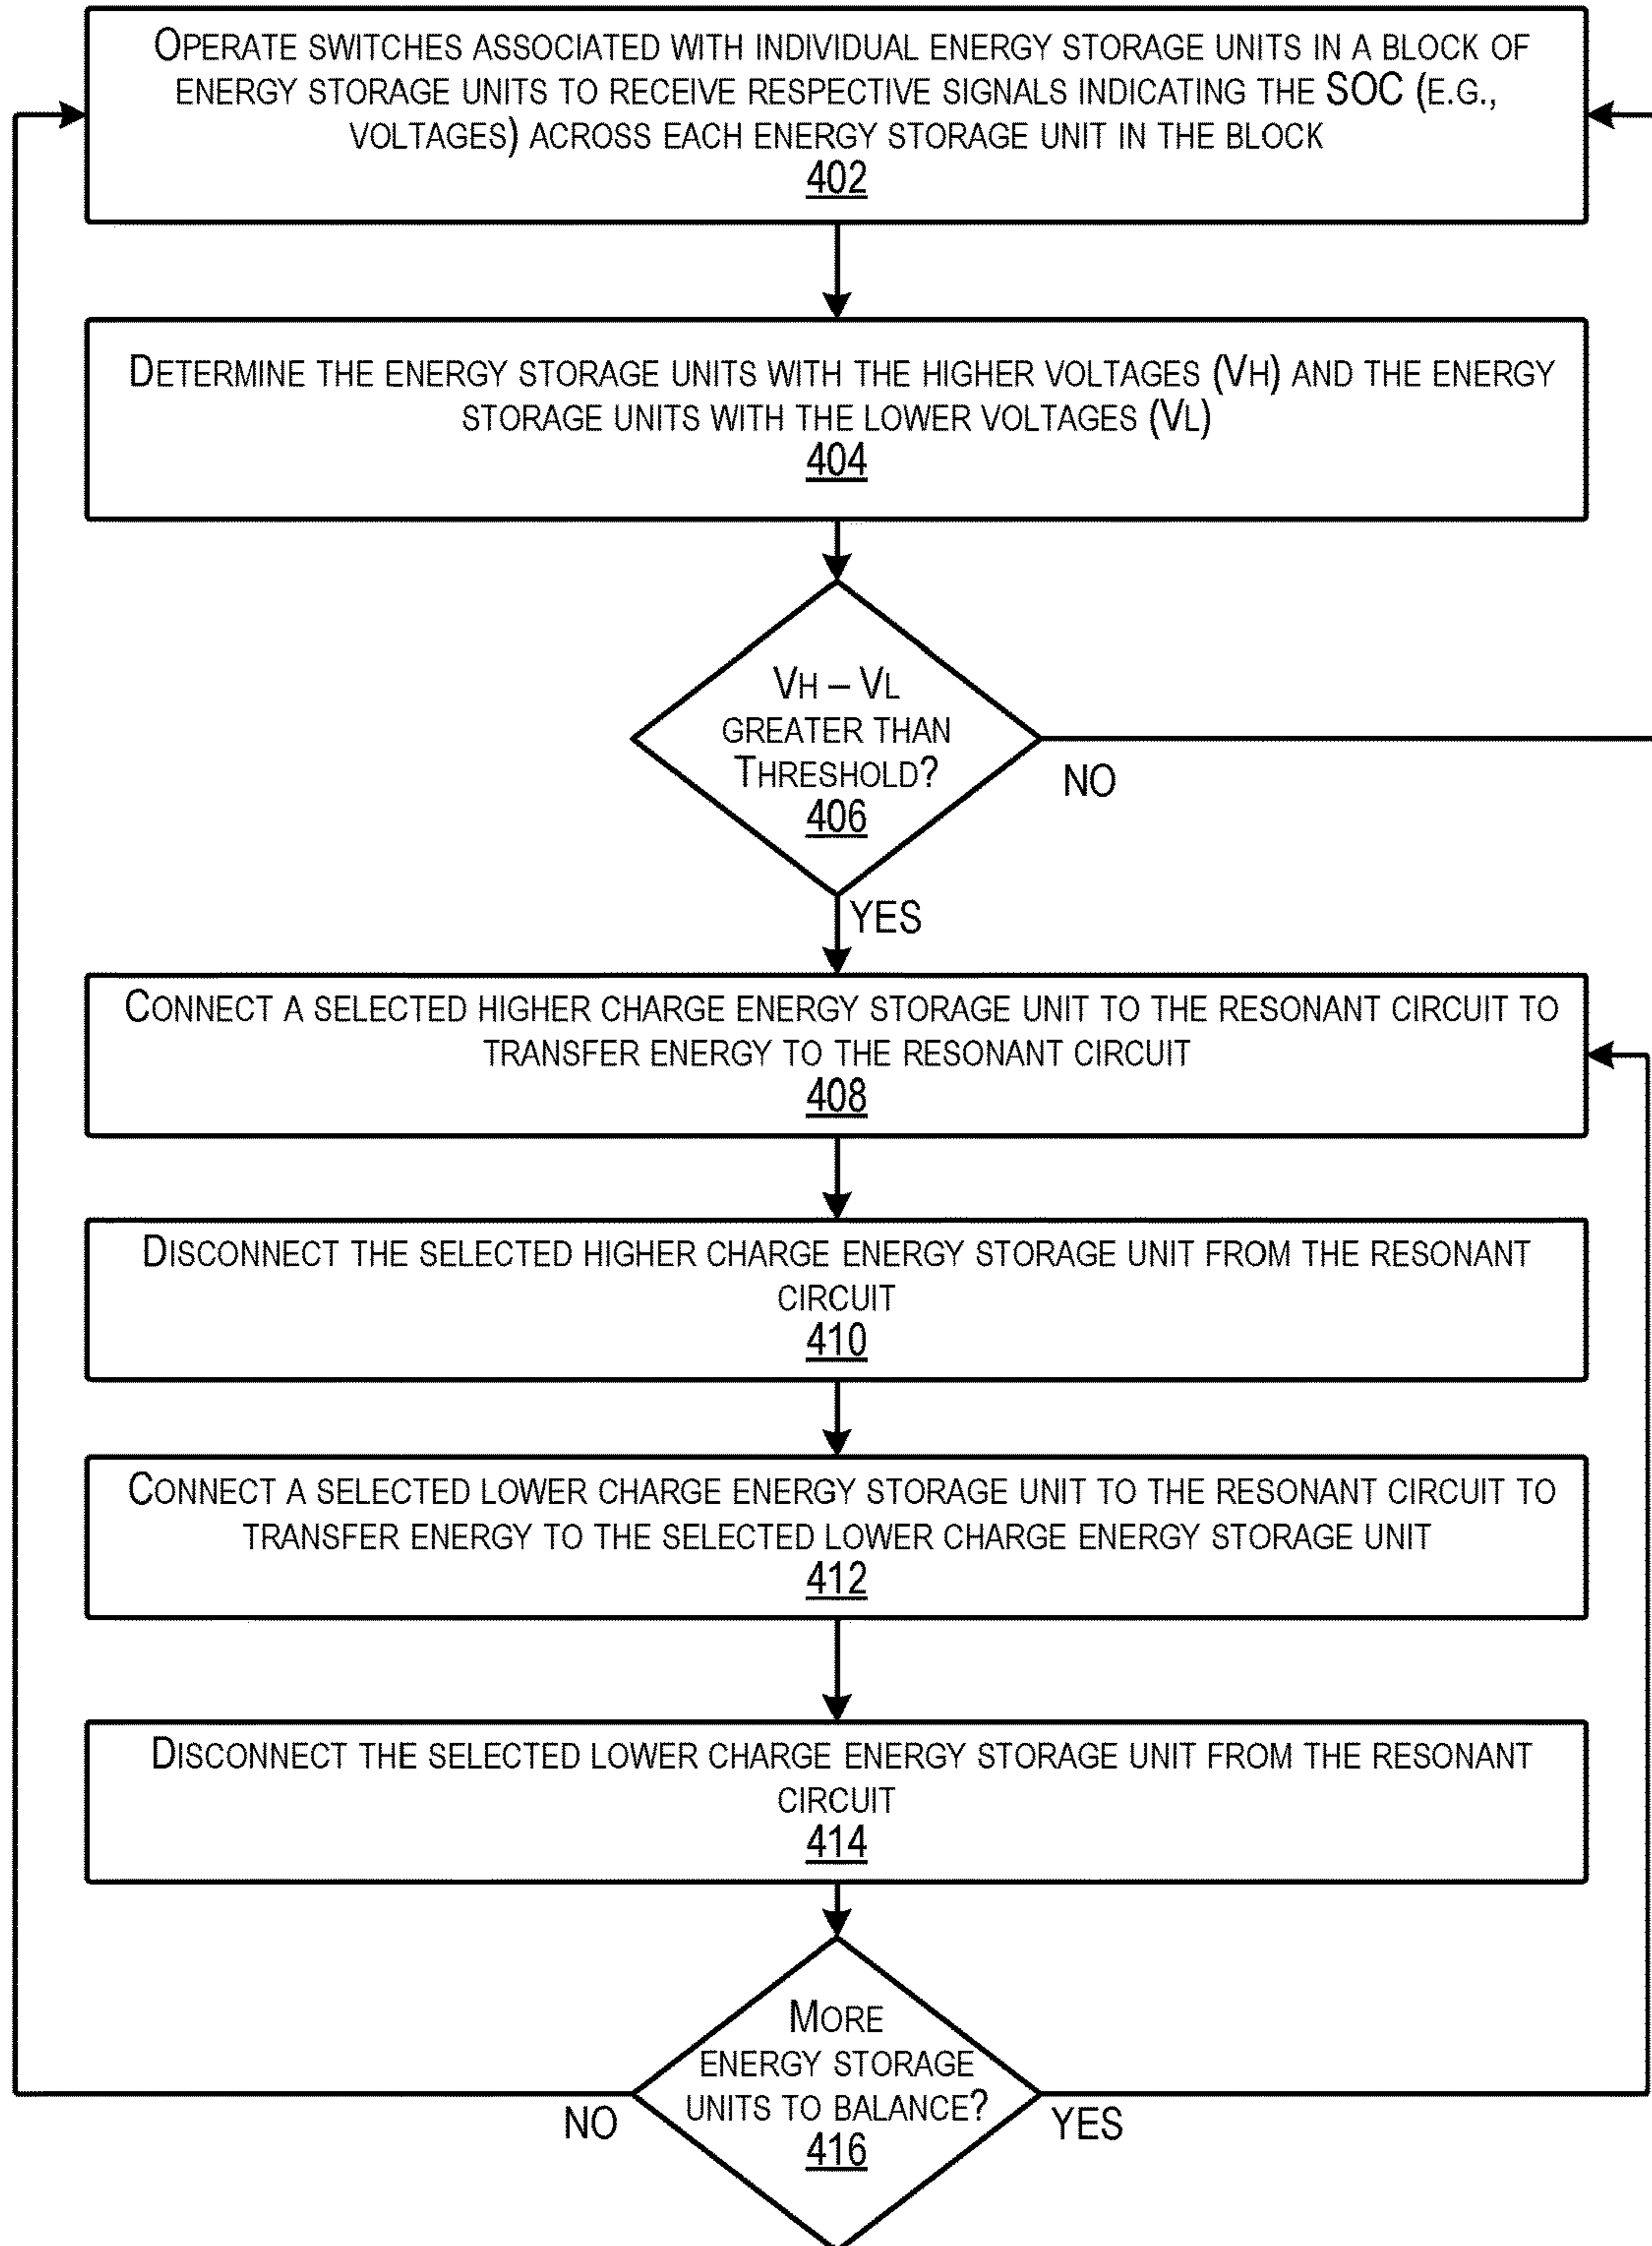 OPERATE SWITCHES ASSOCIATED WITH INDIVIDUAL ENERGY STORAGE UNITS IN A BLOCK OF
ENERGY STORAGE UNITS TO RECEIVE RESPECTIVE SIGNALS INDICATING THE SOC (E.G.,
VOLTAGES) ACROSS EACH ENERGY STORAGE UNIT IN THE BLOCK
402
DETERMINE THE ENERGY STORAGE UNITS WITH THE HIGHER VOLTAGES (VH) AND THE ENERGY
STORAGE UNITS WITH THE LOWER VOLTAGES (VL)
404
VH – VL
GREATER THAN
THRESHOLD?
406
NO
YES
CONNECT A SELECTED HIGHER CHARGE ENERGY STORAGE UNIT TO THE RESONANT CIRCUIT TO
TRANSFER ENERGY TO THE RESONANT CIRCUIT
408
DISCONNECT THE SELECTED HIGHER CHARGE ENERGY STORAGE UNIT FROM THE RESONANT
CIRCUIT
410
CONNECT A SELECTED LOWER CHARGE ENERGY STORAGE UNIT TO THE RESONANT CIRCUIT TO
TRANSFER ENERGY TO THE SELECTED LOWER CHARGE ENERGY STORAGE UNIT
412
DISCONNECT THE SELECTED LOWER CHARGE ENERGY STORAGE UNIT FROM THE RESONANT
CIRCUIT
414
MORE
ENERGY STORAGE
UNITS TO BALANCE?
416
NO
YES